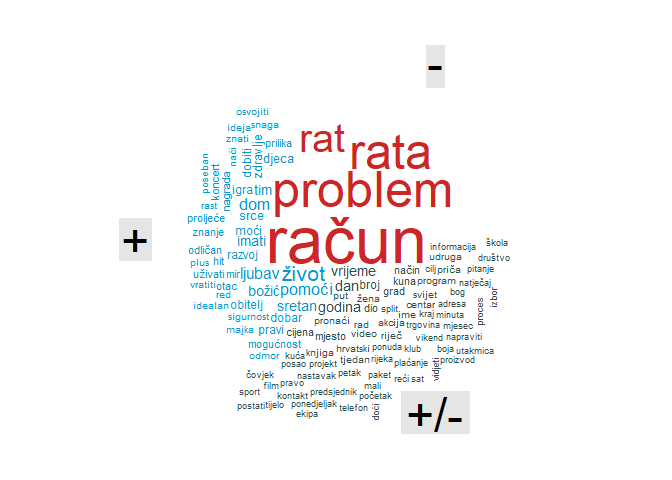 -
osvojiti
ideja snaga
znati prilika
rat rata
naći dobiti zdravlje djeca
poseban koncert nagrada igra tim problem
rast dom
proljeće srce
znanje moći račun
imati
odličan razvoj
plus hit
+
informacija škola
udruga društvo
uživati mir ljubav život vrijeme način cilj priča pitanje
vratiti otac božić pomoći dan broj kuna program natječaj
red put grad svijet bog
idealan obitelj sretan godina žena dio split centar adresa
sigurnost dobar pronaći ime kraj minuta proces izbor
majka pravi cijena rad akcija trgovina mjesec
mjesto video riječ vikend napraviti
mogućnost knjiga hrvatski ponuda klub boja utakmica
odmor kuća tjedan rijeka plaćanje proizvod
posao projekt
čovjek nastavak petak paket reći sat vidjeti
film pravo mali
sport kontakt predsjednik početak
postati tijelo ponedjeljak telefon doći
ekipa
+/-